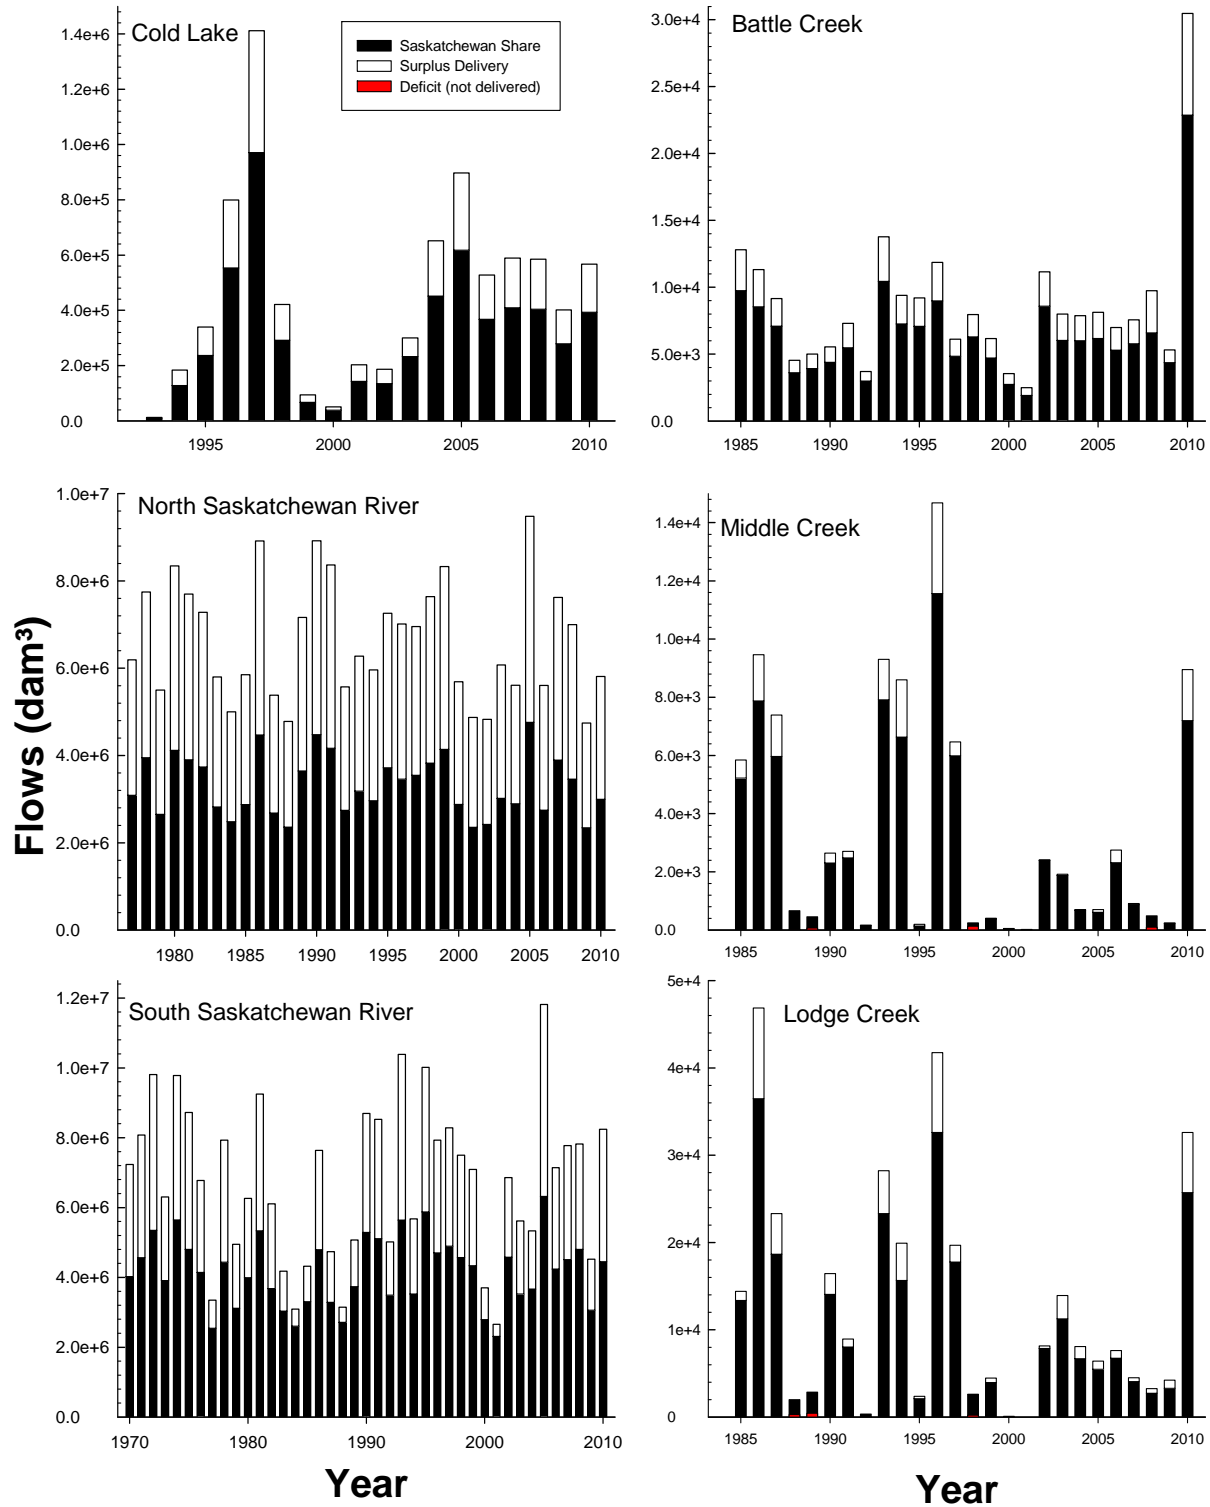 Cold Lake
Saskatchewan Share
Surplus Delivery
Deficit (not delivered)
1.4e+6
1.2e+6
1.0e+6
8.0e+5
6.0e+5
4.0e+5
2.0e+5
0.0
1995 2000 2005 2010
Battle Creek
3.0e+4
2.5e+4
2.0e+4
1.5e+4
1.0e+4
5.0e+3
0.0
1985 1990 1995 2000 2005 2010
North Saskatchewan River
1.0e+7
8.0e+6
6.0e+6
4.0e+6
2.0e+6
0.0
1980 1985 1990 1995 2000 2005 2010
Flows (dam³)
Middle Creek
1.4e+4
1.2e+4
1.0e+4
8.0e+3
6.0e+3
4.0e+3
2.0e+3
0.0
1985 1990 1995 2000 2005 2010
South Saskatchewan River
1.2e+7
1.0e+7
8.0e+6
6.0e+6
4.0e+6
2.0e+6
0.0
1970 1980 1990 2000 2010
Year
Lodge Creek
5e+4
4e+4
3e+4
2e+4
1e+4
0
1985 1990 1995 2000 2005 2010
Year